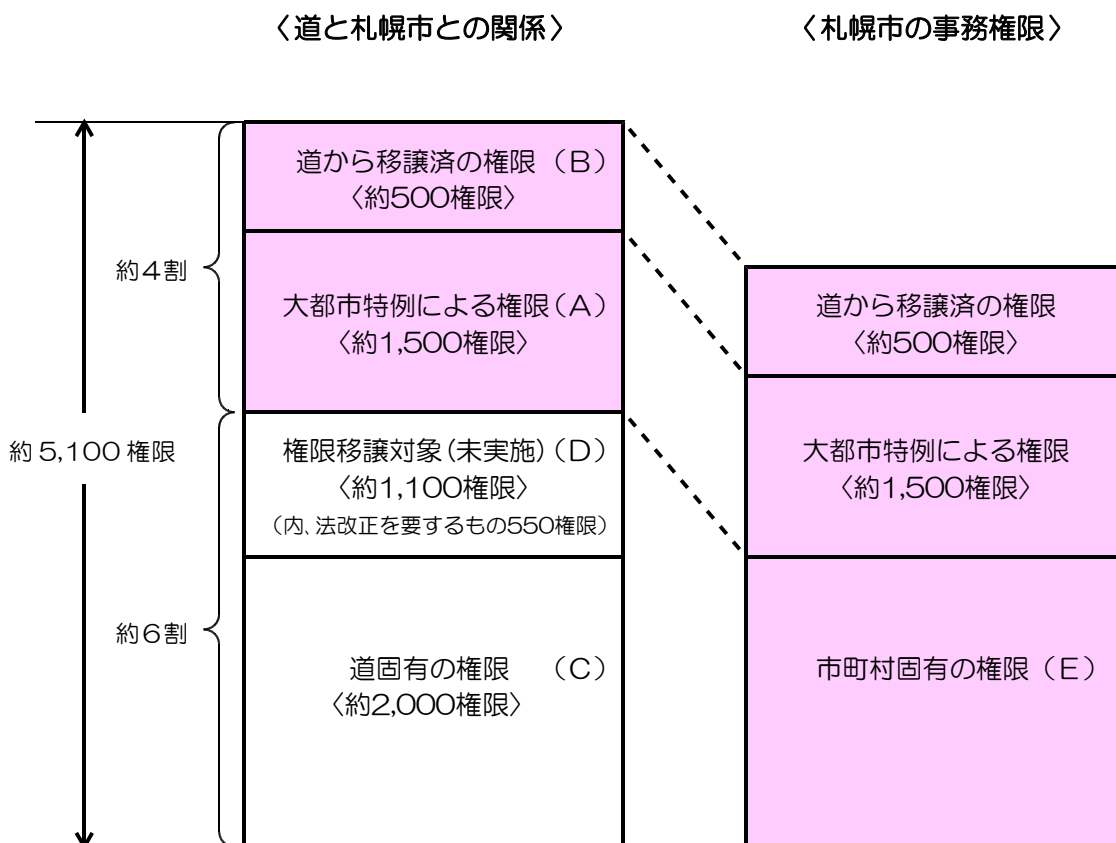 〈道と札幌市との関係〉
〈札幌市の事務権限〉
道から移譲済の権限（B）
〈約500権限〉
約4割
大都市特例による権限（A）
〈約1,500権限〉
約 5,100 権限
権限移譲対象（未実施）（D）
〈約1,100権限〉
（内、法改正を要するもの550権限）
約6割
道固有の権限　（C）
〈約2,000権限〉
道から移譲済の権限
〈約500権限〉
大都市特例による権限
〈約1,500権限〉
市町村固有の権限（E）